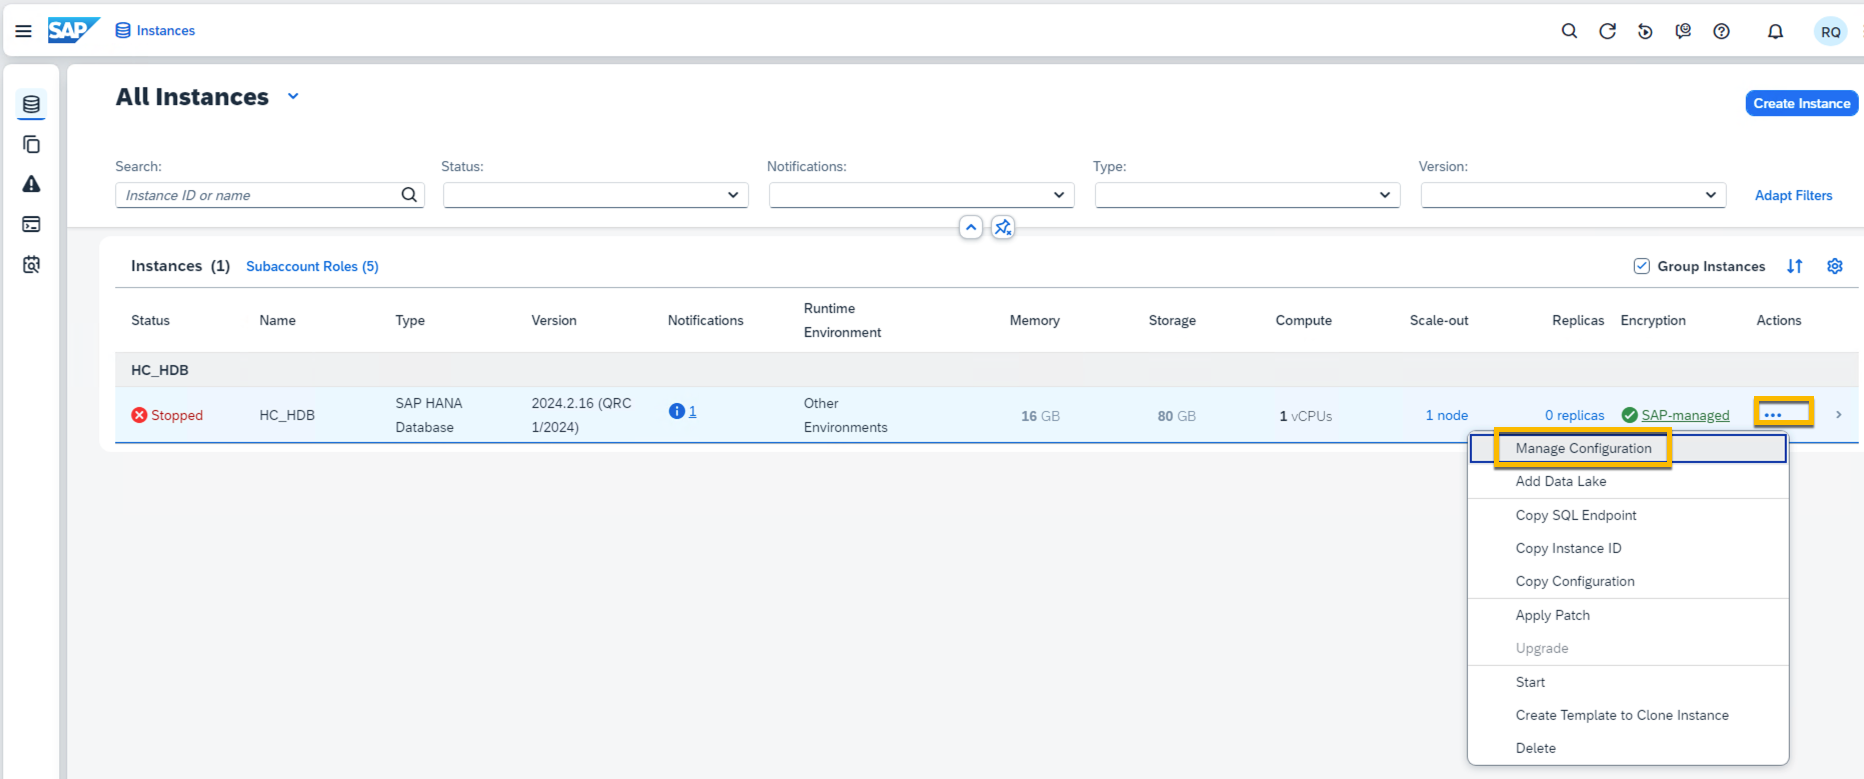 SAP Instances
RQ
All Instances
Create Instance
Search:
Status:
Notifications:
Type:
Version:
Instance ID or name
Adapt Filters
Instances (1) Subaccount Roles (5)
Group Instances
Status
Name
Type
Version
Notifications
Runtime
Environment
Memory
Storage
Compute
Scale-out
Replicas
Encryption
Actions
HC_HDB
Stopped
HC_HDB
SAP HANA
Database
2024.2.16 (QRC
1/2024)
1
Other
Environments
16 GB
80 GB
1 vCPUs
1 node
0 replicas
SAP-managed
Manage Configuration
Add Data Lake
Copy SQL Endpoint
Copy Instance ID
Copy Configuration
Apply Patch
Upgrade
Start
Create Template to Clone Instance
Delete